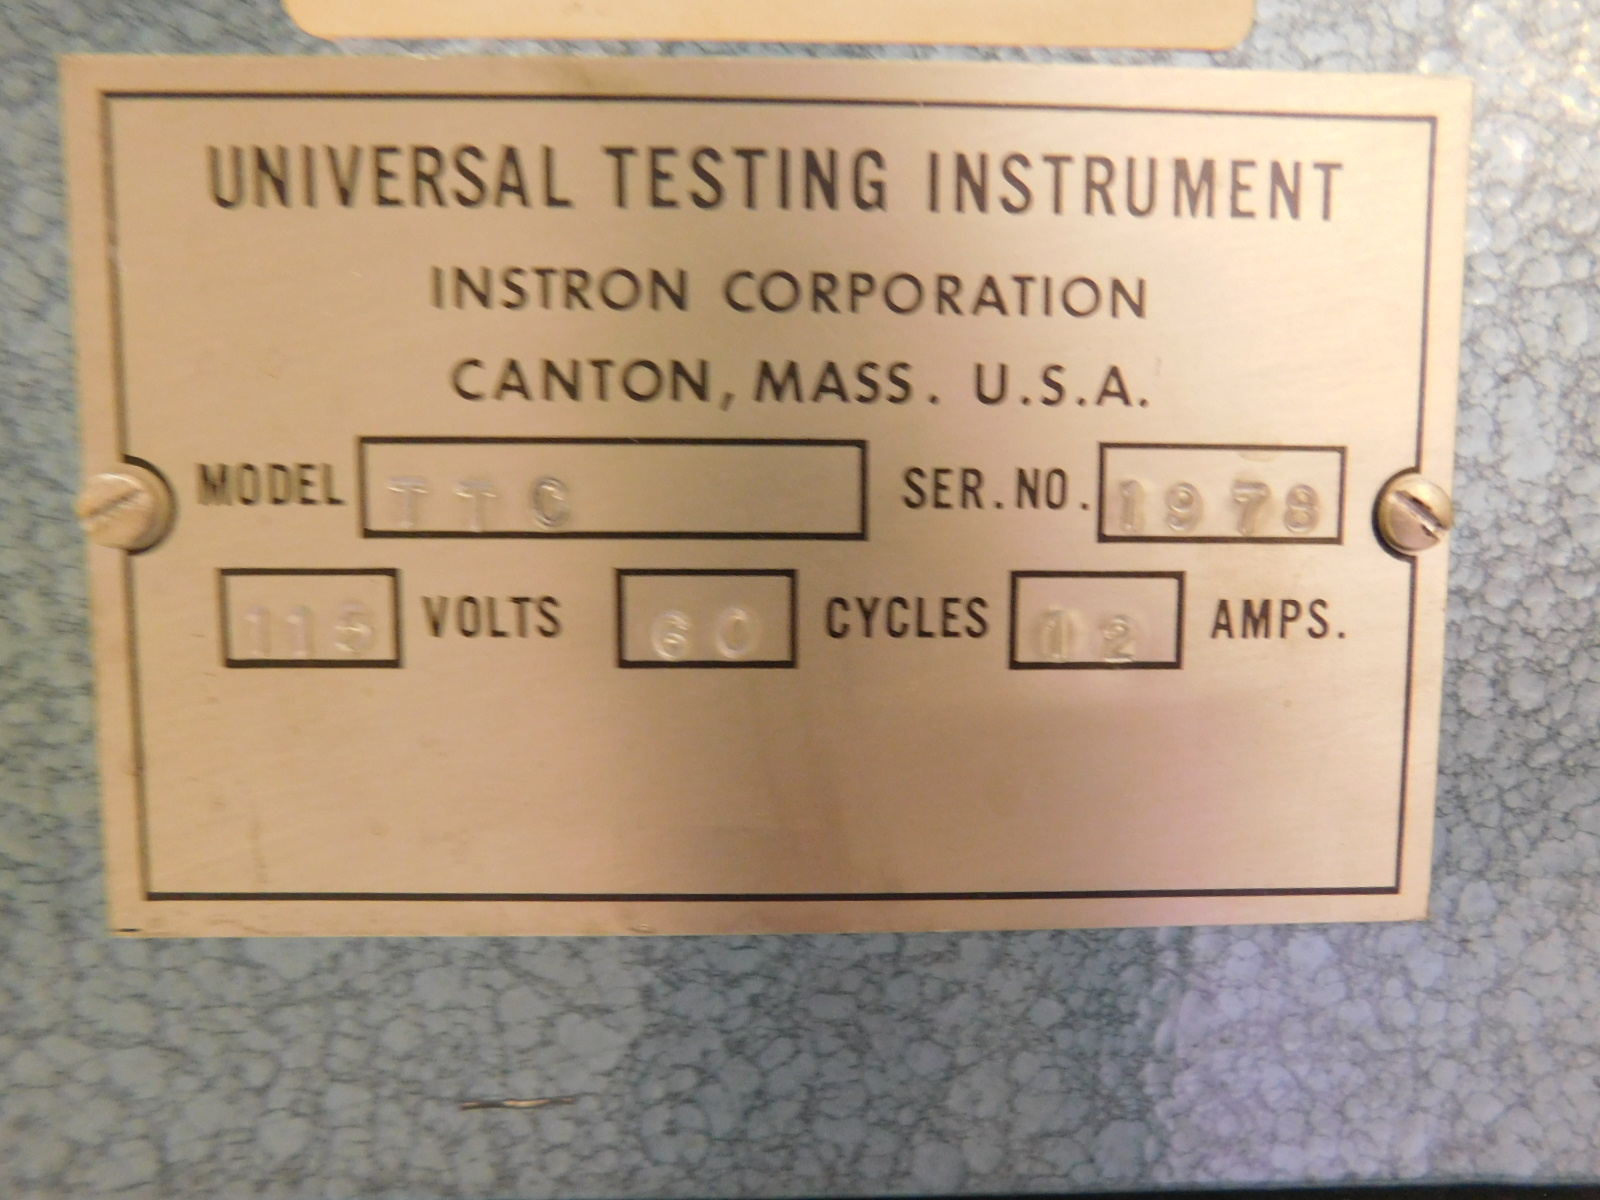 UNIVERSAL TESTING INSTRUMENT
INSTRON CORPORATION
CANTON, MASS. U.S.A.
MODEL TTC SER. NO. 1978
115 VOLTS 60 CYCLES 12 AMPS.